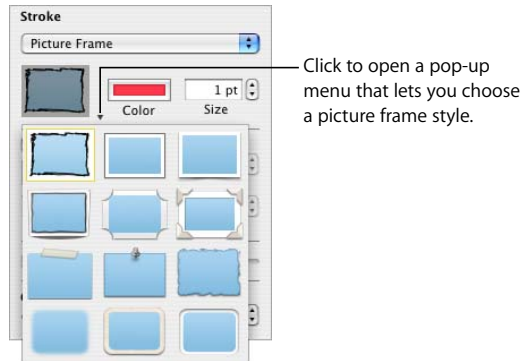 Stroke
Picture Frame
1 pt
Color
Size
Click to open a pop-up
menu that lets you choose
a picture frame style.